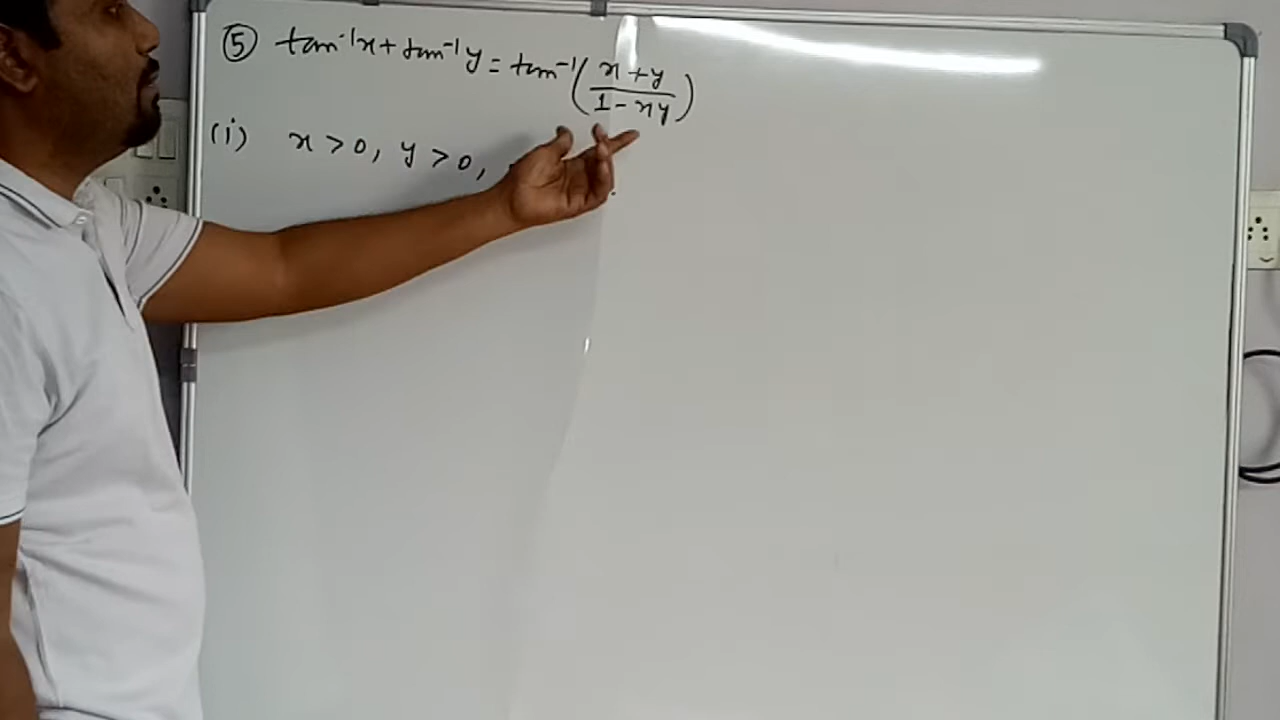 ⑤ tan⁻¹x + tan⁻¹y = tan⁻¹((x + y)/(1 - xy))
(i) x > 0, y > 0,